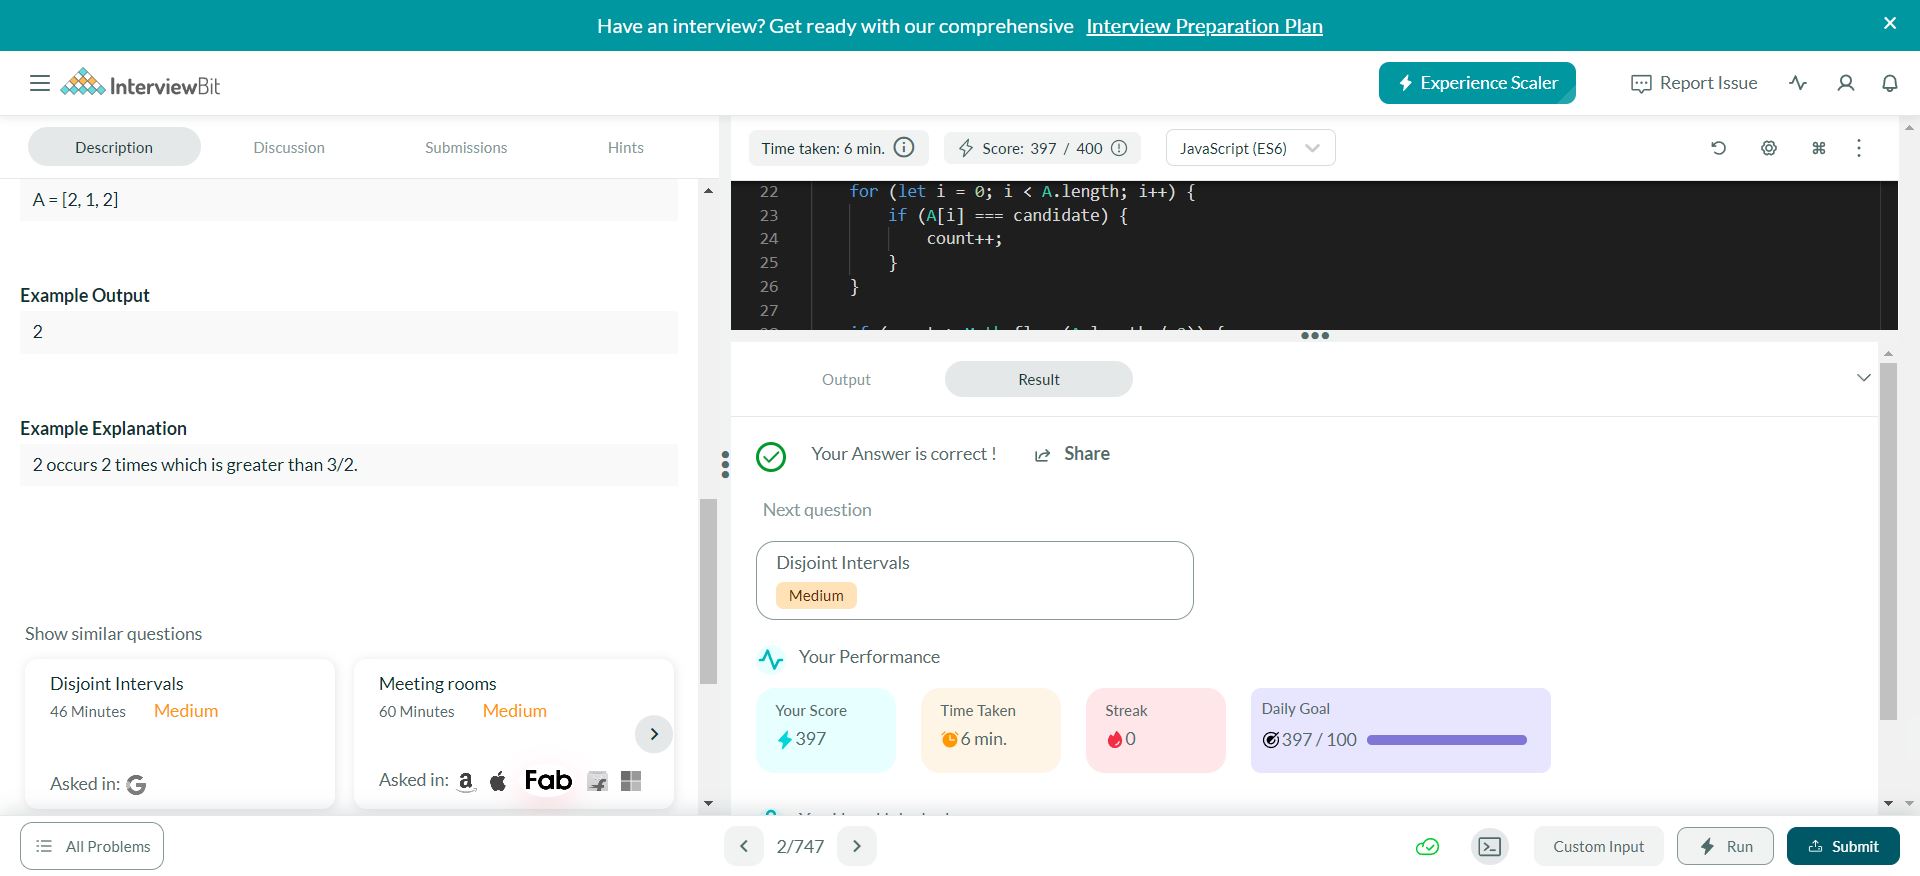 Have an interview? Get ready with our comprehensive Interview Preparation Plan
InterviewBit
Experience Scaler
Report Issue
Description
Discussion
Submissions
Hints
A = [2, 1, 2]
Example Output
2
Example Explanation
2 occurs 2 times which is greater than 3/2.
Show similar questions
Disjoint Intervals
46 Minutes Medium
Asked in:
Meeting rooms
60 Minutes Medium
Asked in: Fab
Time taken: 6 min.
Score: 397 / 400
JavaScript (ES6)
22 for (let i = 0; i < A.length; i++) {
23 if (A[i] === candidate) {
24 count++;
25 }
26 }
27
Output
Result
Your Answer is correct !
Share
Next question
Disjoint Intervals
Medium
Your Performance
Your Score
397
Time Taken
6 min.
Streak
0
Daily Goal
397 / 100
All Problems
2/747
Custom Input
Run
Submit